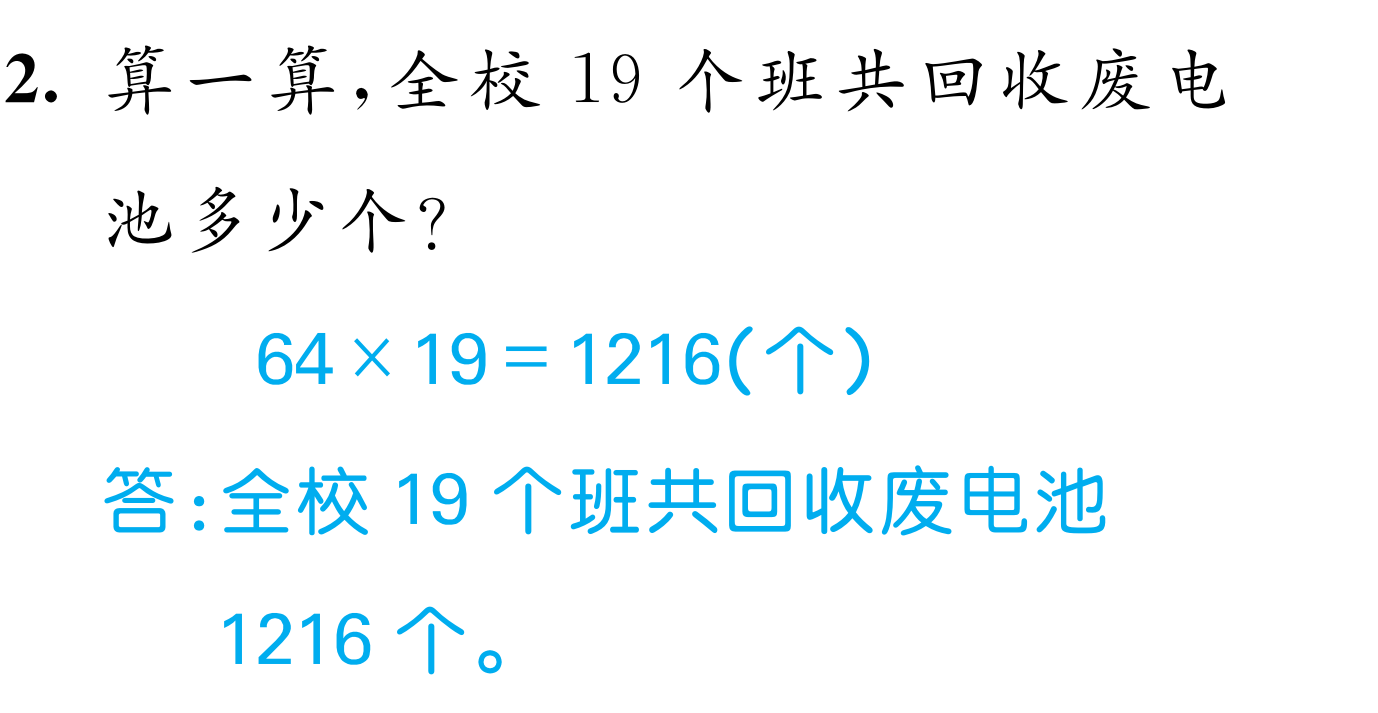 2. 算一算,全校 19 个班共回收废电
池多少个?
64×19=1216(个)
答:全校 19 个班共回收废电池
1216 个。